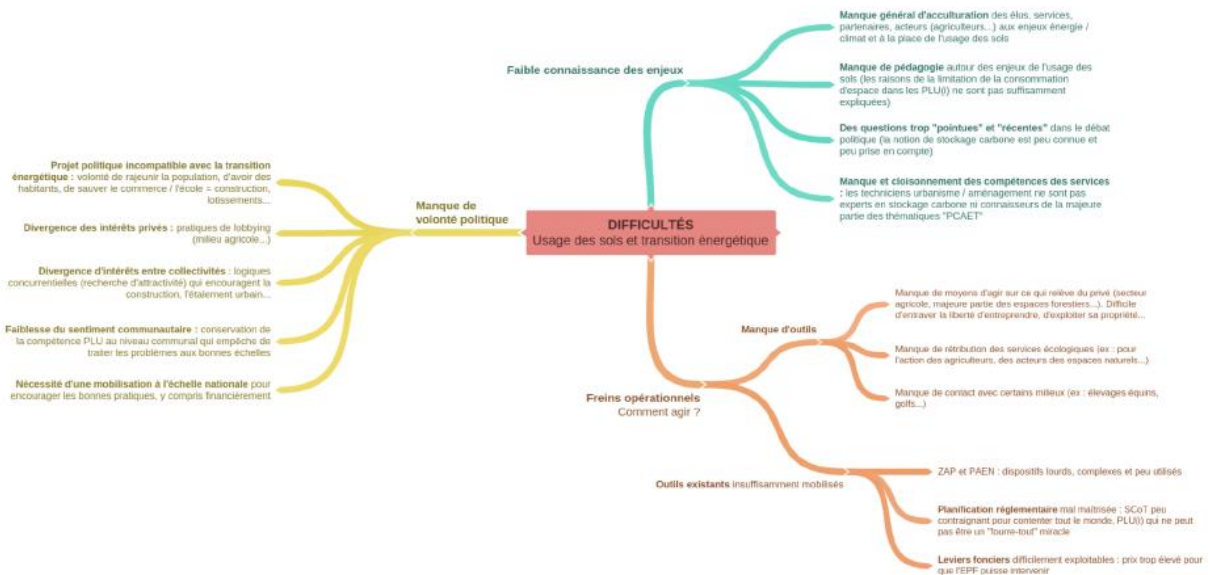 DIFFICULTÉS
Usage des sols et transition énergétique
Faible connaissance des enjeux
Manque général d'acculturation des élus, services,
partenaires, acteurs (agriculteurs...) aux enjeux énergie /
climat et à la place de l'usage des sols
Manque de pédagogie autour des enjeux de l'usage des
sols (les raisons de la limitation de la consommation
d'espace dans les PLU(i) ne sont pas suffisamment
expliquées)
Des questions trop "pointues" et "récentes" dans le débat
politique (la notion de stockage carbone est peu connue et
peu prise en compte)
Manque et cloisonnement des compétences des services
: les techniciens urbanisme / aménagement ne sont pas
experts en stockage carbone ni connaisseurs de la majeure
partie des thématiques "PCAET"
Manque de
volonté politique
Projet politique incompatible avec la transition
énergétique : volonté de rajeunir la population, d'avoir des
habitants, de sauver le commerce / l'école = construction,
lotissements...
Divergence des intérêts privés : pratiques de lobbying
(milieu agricole...)
Divergence d'intérêts entre collectivités : logiques
concurrentielles (recherche d'attractivité) qui encouragent la
construction, l'étalement urbain...
Faiblesse du sentiment communautaire : conservation de
la compétence PLU au niveau communal qui empêche de
traiter les problèmes aux bonnes échelles
Nécessité d'une mobilisation à l'échelle nationale pour
encourager les bonnes pratiques, y compris financièrement
Freins opérationnels
Comment agir ?
Manque d'outils
Manque de moyens d'agir sur ce qui relève du privé (secteur
agricole, majeure partie des espaces forestiers...). Difficile
d'entraver la liberté d'entreprendre, d'exploiter sa propriété...
Manque de rétribution des services écologiques (ex : pour
l'action des agriculteurs, des acteurs des espaces naturels...)
Manque de contact avec certains milieux (ex : élevages équins,
golfs...)
Outils existants insuffisamment mobilisés
ZAP et PAEN : dispositifs lourds, complexes et peu utilisés
Planification réglementaire mal maitrisée : SCoT peu
contraignant pour contenter tout le monde, PLU(i) qui ne peut
pas être un "fourre-tout" miracle
Leviers fonciers difficilement exploitables : prix trop élevé pour
que l'EPF puisse intervenir